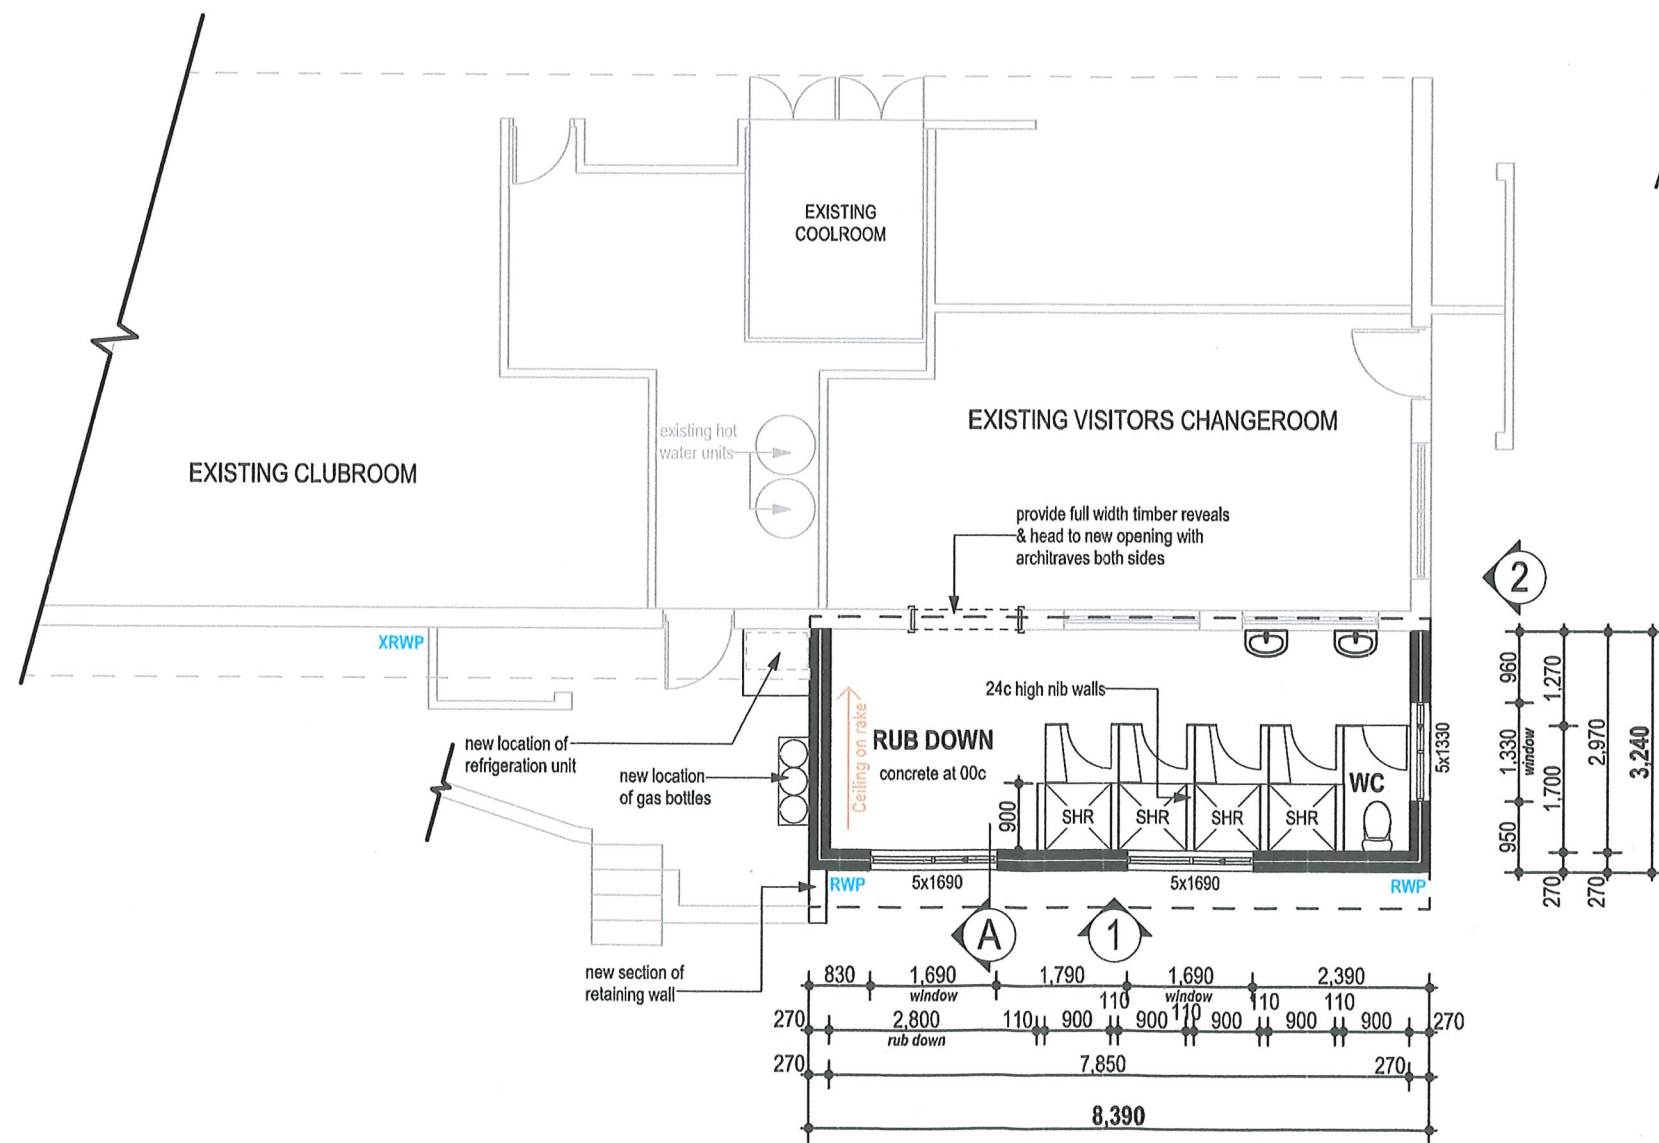 EXISTING
COOLROOM
EXISTING VISITORS CHANGEROOM
existing hot
water units
EXISTING CLUBROOM
provide full width timber reveals
& head to new opening with
architraves both sides
2
XRWP
24c high nib walls
Ceiling on rake
RUB DOWN
concrete at 00c
new location of
refrigeration unit
new location
of gas bottles
WC
900
SHR
SHR
SHR
SHR
5x1330
960
1,330
window
950
1,270
1,700
270
2,970
270
3,240
RWP
5x1690
5x1690
RWP
A
1
new section of
retaining wall
830 1,690 1,790 1,690 2,390
window window
110 110 110 110
270 2,800 110 900 900 900 900 900 270
rub down
270 7,850 270
8,390